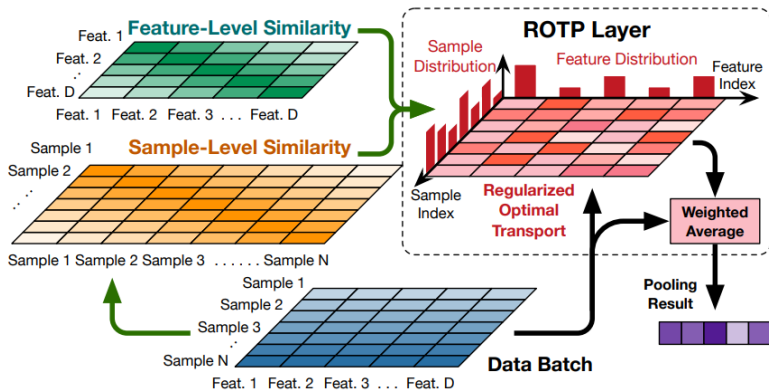 Feature-Level Similarity
Feat. 1
Feat. 2
⋰
Feat. D
Feat. 1 Feat. 2 Feat. 3 ... Feat. D
Sample-Level Similarity
Sample 1
Sample 2
⋰
Sample N
Sample 1 Sample 2 Sample 3 ...... Sample N
ROTP Layer
Sample
Distribution
Feature Distribution
Feature
Index
Sample
Index
Regularized
Optimal
Transport
Weighted
Average
Pooling
Result
Sample 1
Sample 2
Sample 3
⋰
Sample N
Feat. 1 Feat. 2 Feat. 3 ... Feat. D
Data Batch